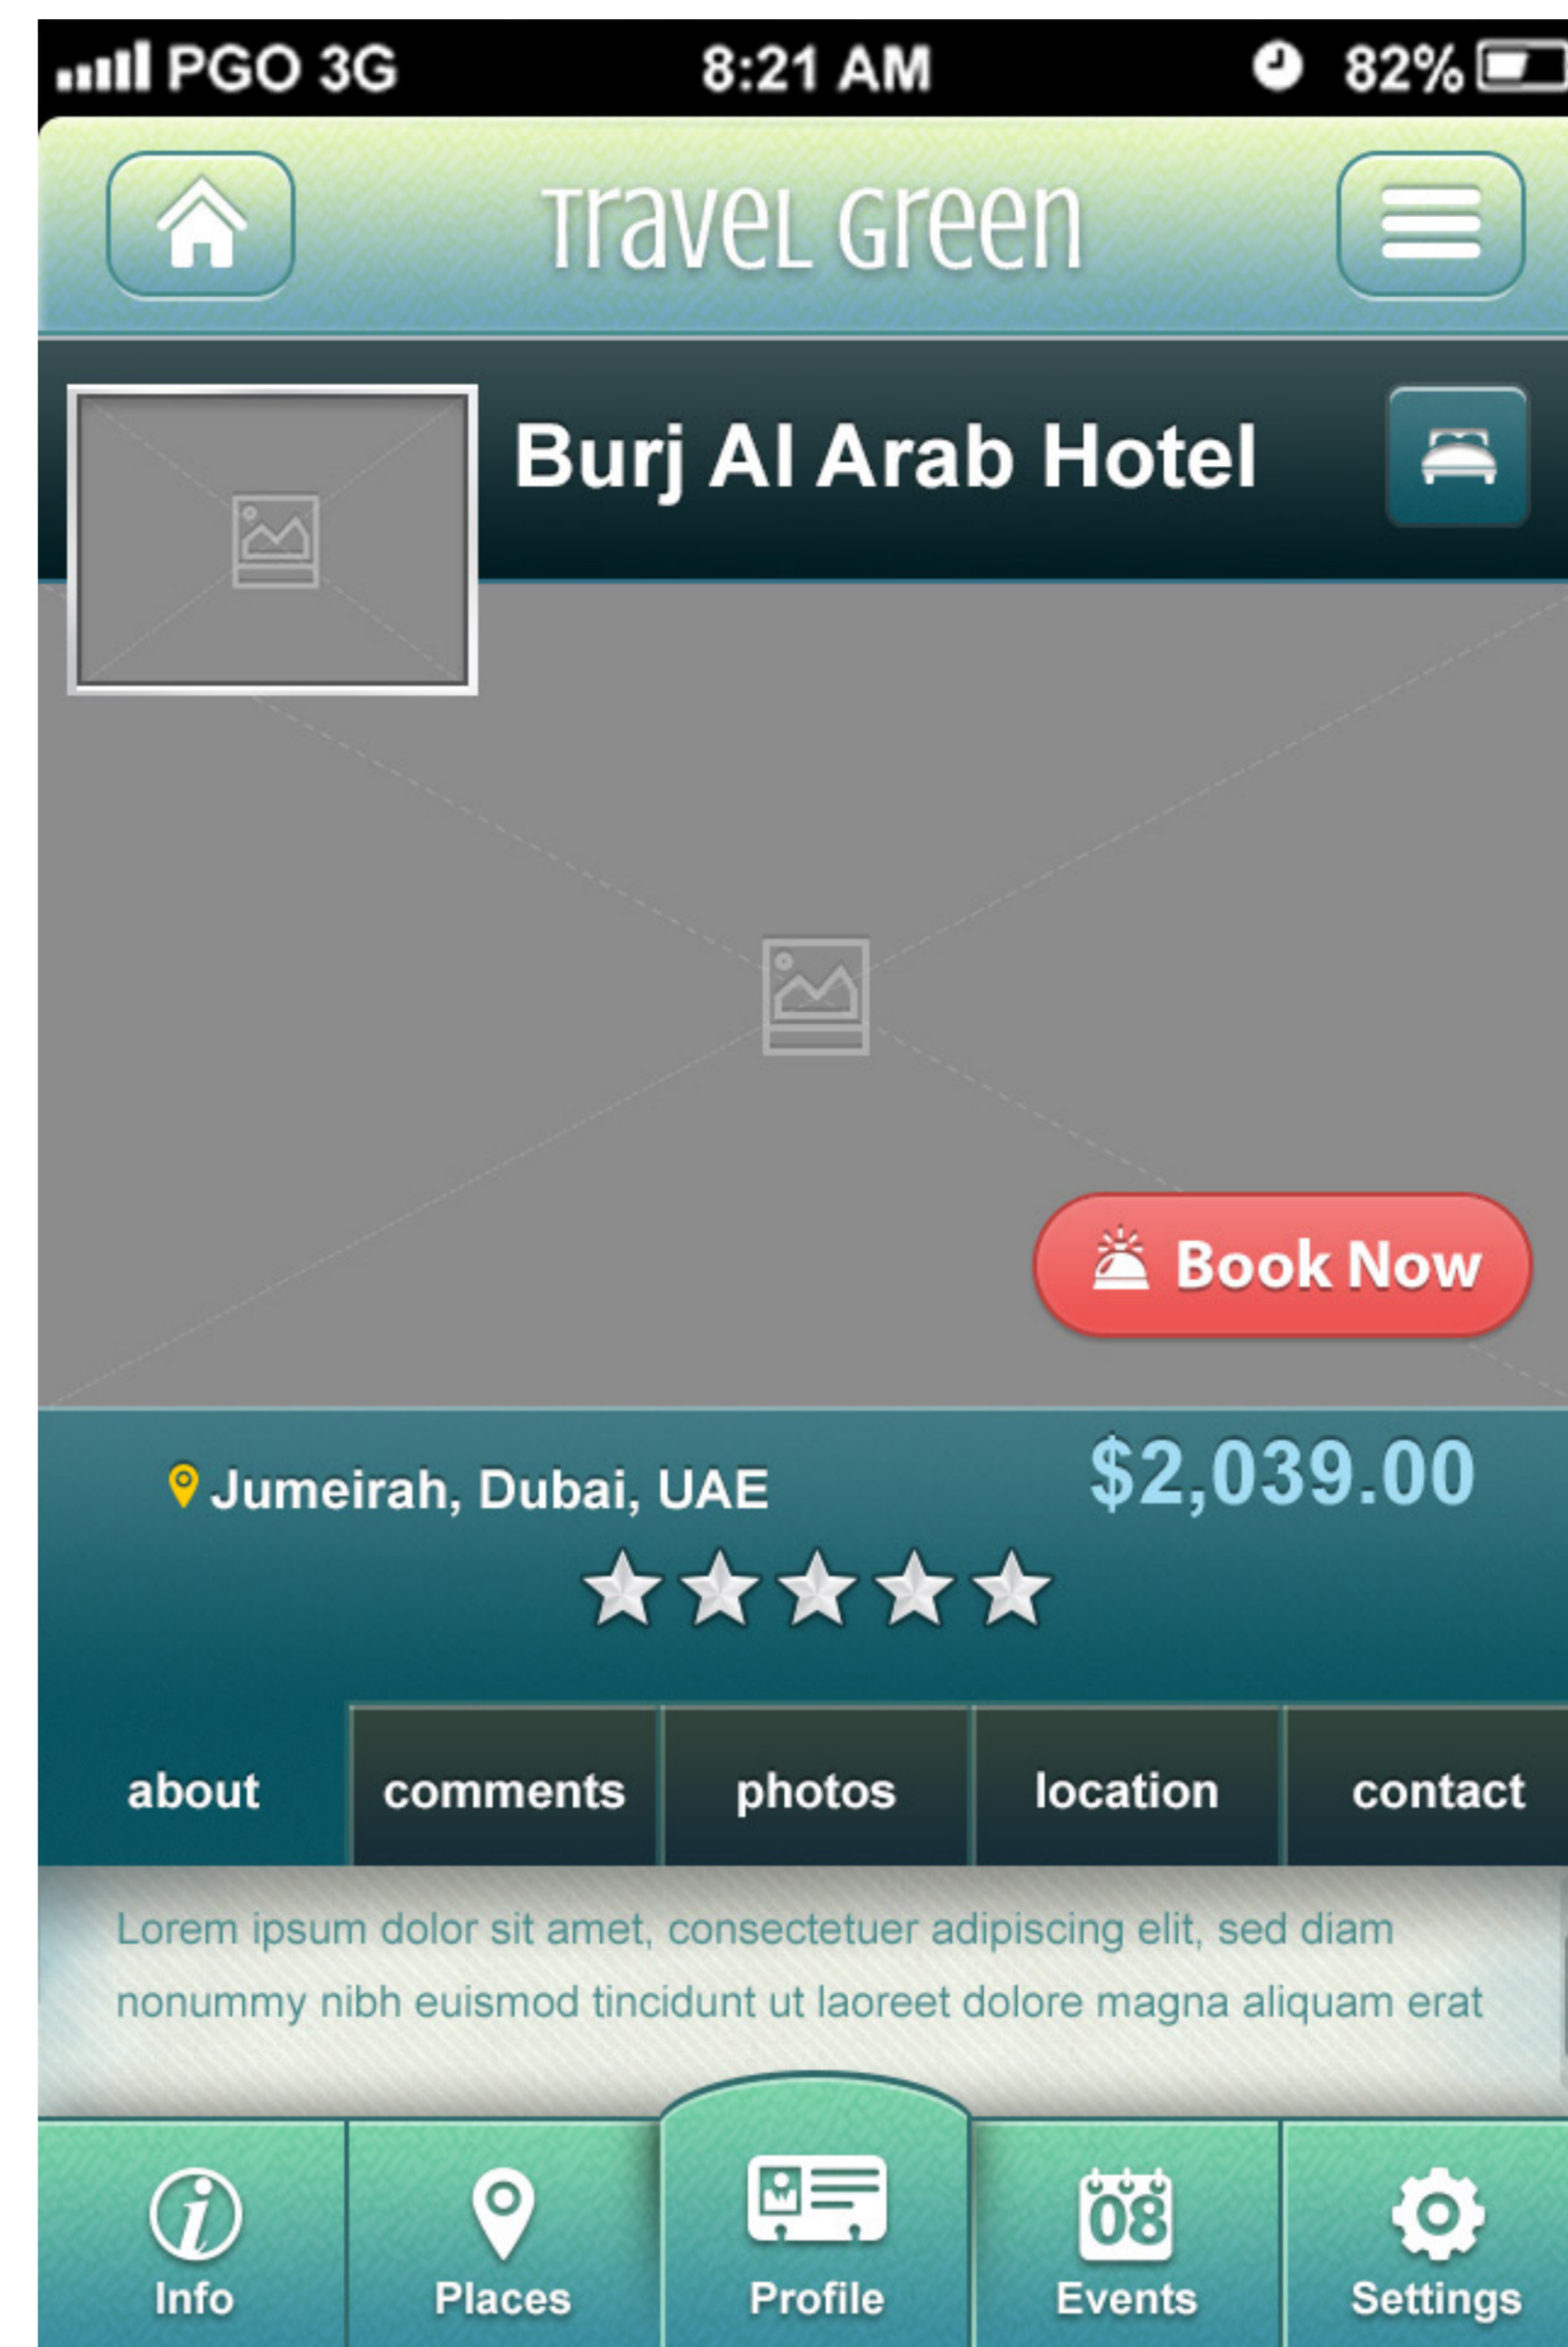 PGO 3G 8:21 AM 82%
Travel Green
Burj Al Arab Hotel
Book Now
Jumeirah, Dubai, UAE $2,039.00
about comments photos location contact
Lorem ipsum dolor sit amet, consectetuer adipiscing elit, sed diam
nonummy nibh euismod tincidunt ut laoreet dolore magna aliquam erat
08
Info Places Profile Events Settings